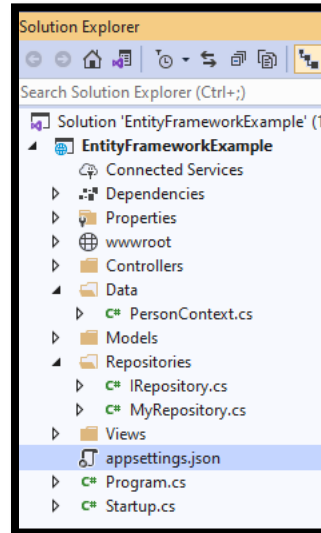 Solution Explorer
Search Solution Explorer (Ctrl+;)
Solution 'EntityFrameworkExample' (1
EntityFrameworkExample
Connected Services
Dependencies
Properties
wwwroot
Controllers
Data
C# PersonContext.cs
Models
Repositories
C# IRepository.cs
C# MyRepository.cs
Views
appsettings.json
C# Program.cs
C# Startup.cs